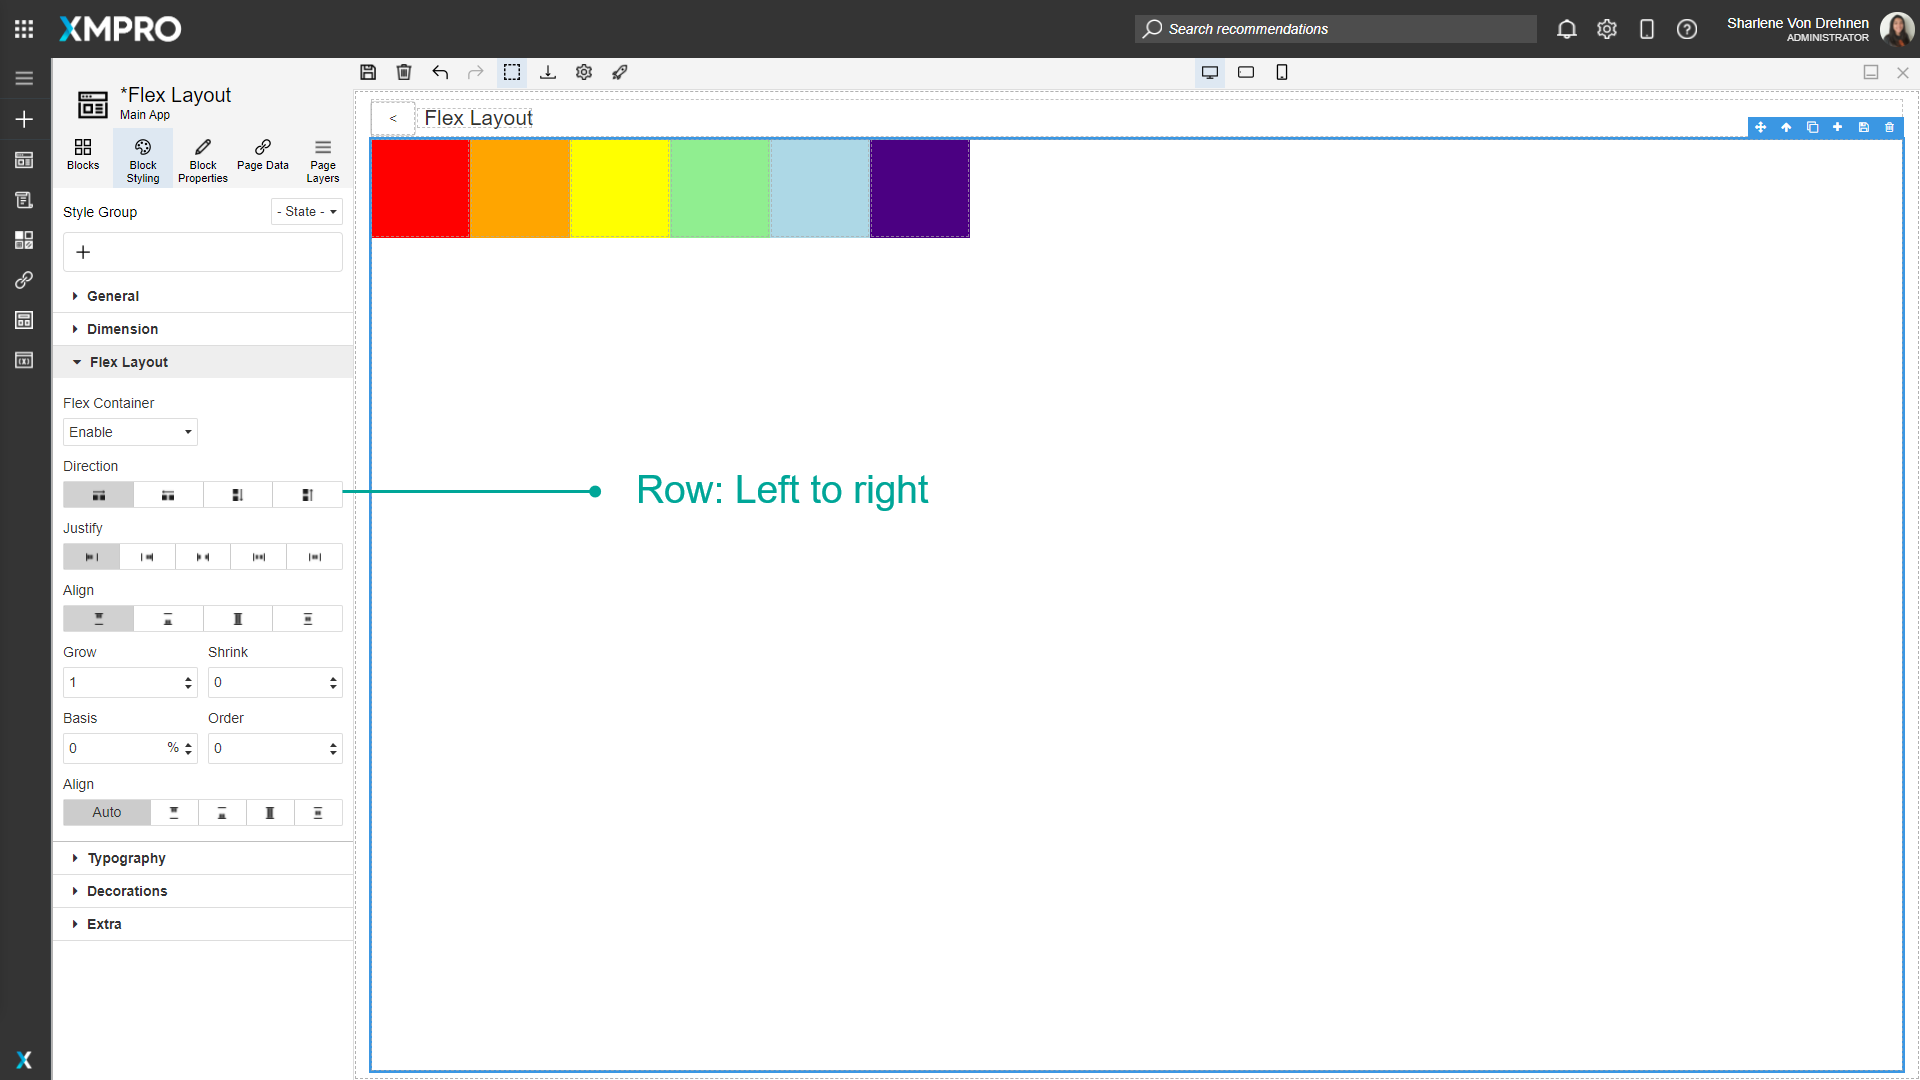 XMPRO
Search recommendations
Sharlene Von Drehnen
ADMINISTRATOR
*Flex Layout
Main App
Blocks
Block Styling
Block Properties
Page Data
Page Layers
< Flex Layout
Style Group
- State -
+
General
Dimension
Flex Layout
Flex Container
Enable
Direction
Row: Left to right
Justify
Align
Grow Shrink
1 0
Basis Order
0 % 0
Align
Auto
Typography
Decorations
Extra